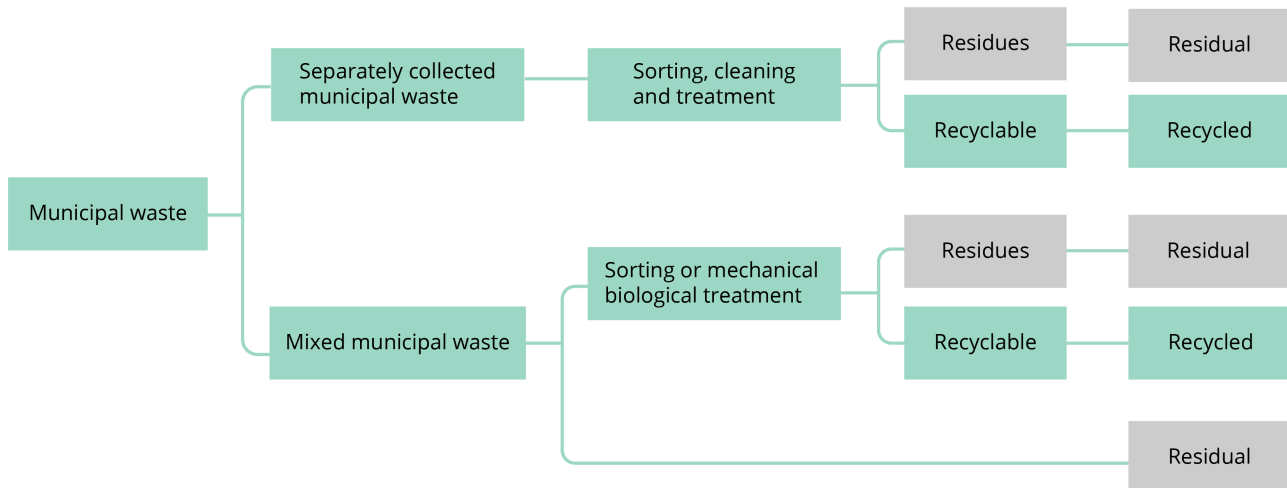 Municipal waste
Separately collected
municipal waste
Sorting, cleaning
and treatment
Residues
Residual
Recyclable
Recycled
Mixed municipal waste
Sorting or mechanical
biological treatment
Residues
Residual
Recyclable
Recycled
Residual